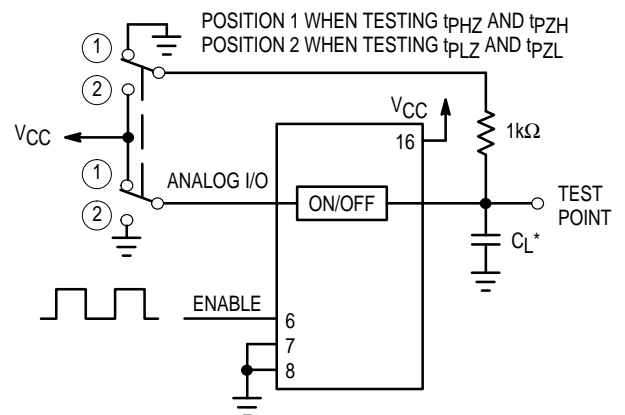 POSITION 1 WHEN TESTING tPHZ AND tPZH
POSITION 2 WHEN TESTING tPLZ AND tPZL
1
2
VCC
VCC
16
1kΩ
1
ANALOG I/O
ON/OFF
TEST
POINT
2
CL*
ENABLE
6
7
8